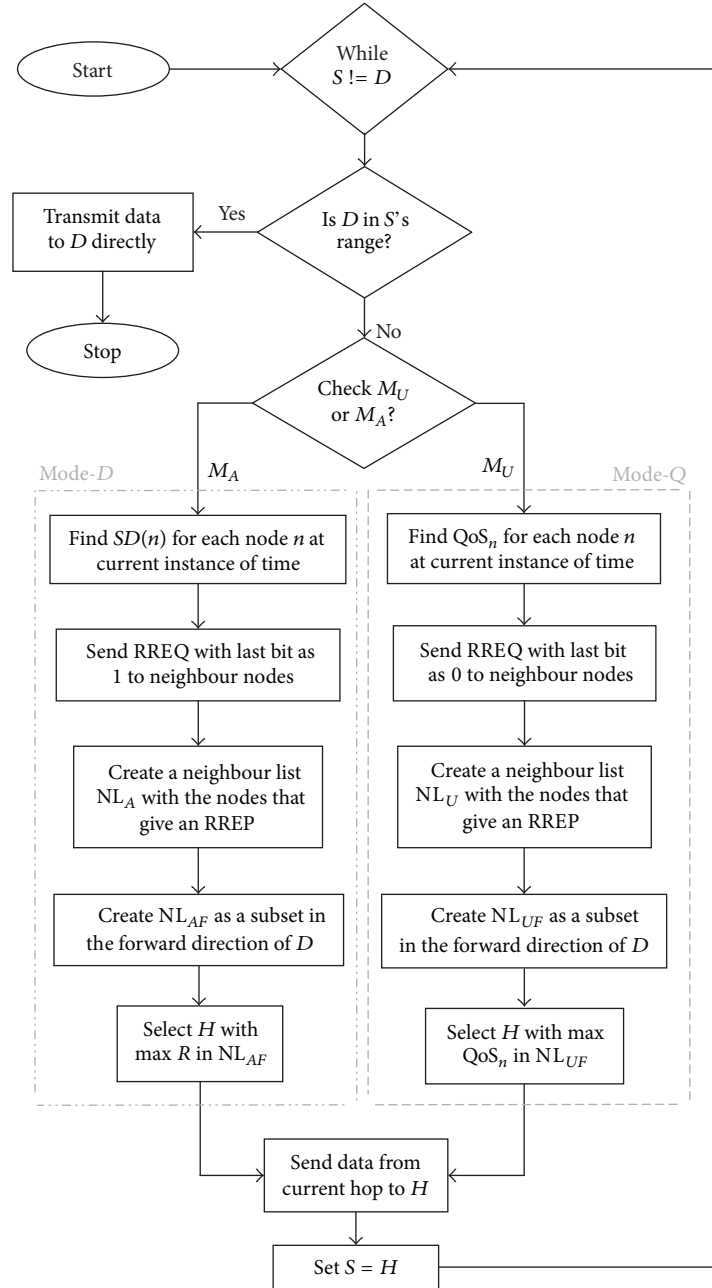 Start
While
S != D
Is D in S's
range?
Yes
Transmit data
to D directly
Stop
No
Check M_U
or M_A?
M_A
M_U
Mode-D
Mode-Q
Find SD(n) for each node n at
current instance of time
Send RREQ with last bit as
1 to neighbour nodes
Create a neighbour list
NL_A with the nodes that
give an RREP
Create NL_AF as a subset in
the forward direction of D
Select H with
max R in NL_AF
Find QoS_n for each node n
at current instance of time
Send RREQ with last bit
as 0 to neighbour nodes
Create a neighbour list
NL_U with the nodes that
give an RREP
Create NL_UF as a subset
in the forward direction of D
Select H with max
QoS_n in NL_UF
Send data from
current hop to H
Set S = H